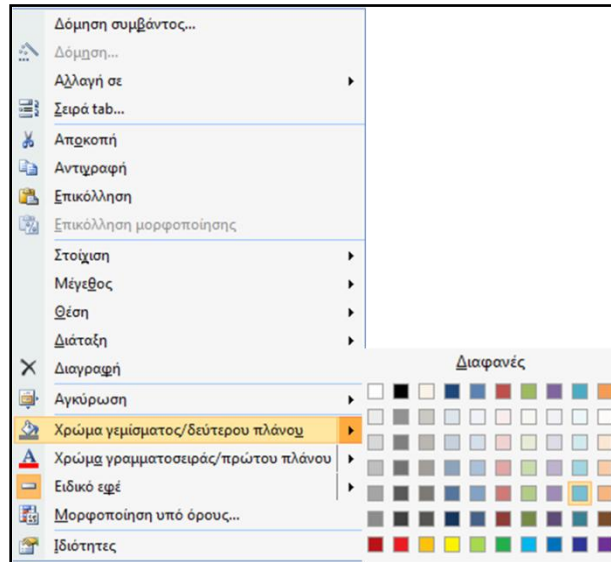 Δόμηση συμβάντος...
Δόμηση...
Αλλαγή σε
Σειρά tab...
Αποκοπή
Αντιγραφή
Επικόλληση
Επικόλληση μορφοποίησης
Στοίχιση
Μέγεθος
Θέση
Διάταξη
Διαγραφή
Αγκύρωση
Χρώμα γεμίσματος/δεύτερου πλάνου
Χρώμα γραμματοσειράς/πρώτου πλάνου
Ειδικό εφέ
Μορφοποίηση υπό όρους...
Ιδιότητες
Διαφανές